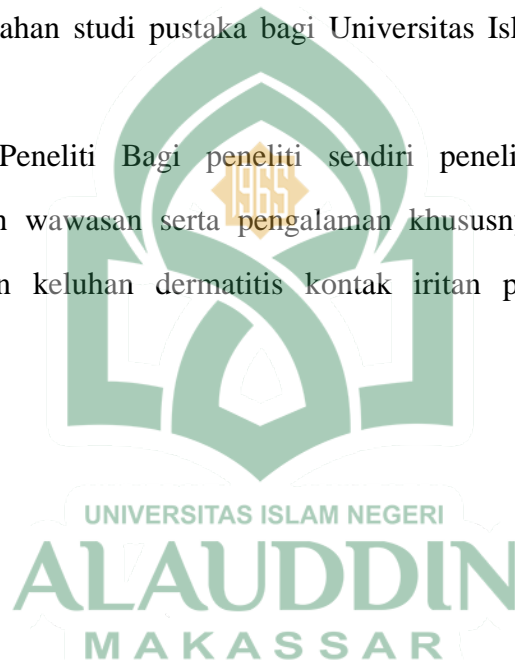 ahan studi pustaka bagi Universitas Isl
Peneliti Bagi peneliti sendiri peneli
1965
n wawasan serta pengalaman khususny
n keluhan dermatitis kontak iritan p
UNIVERSITAS ISLAM NEGERI
ALAUDDIN
MAKASSAR